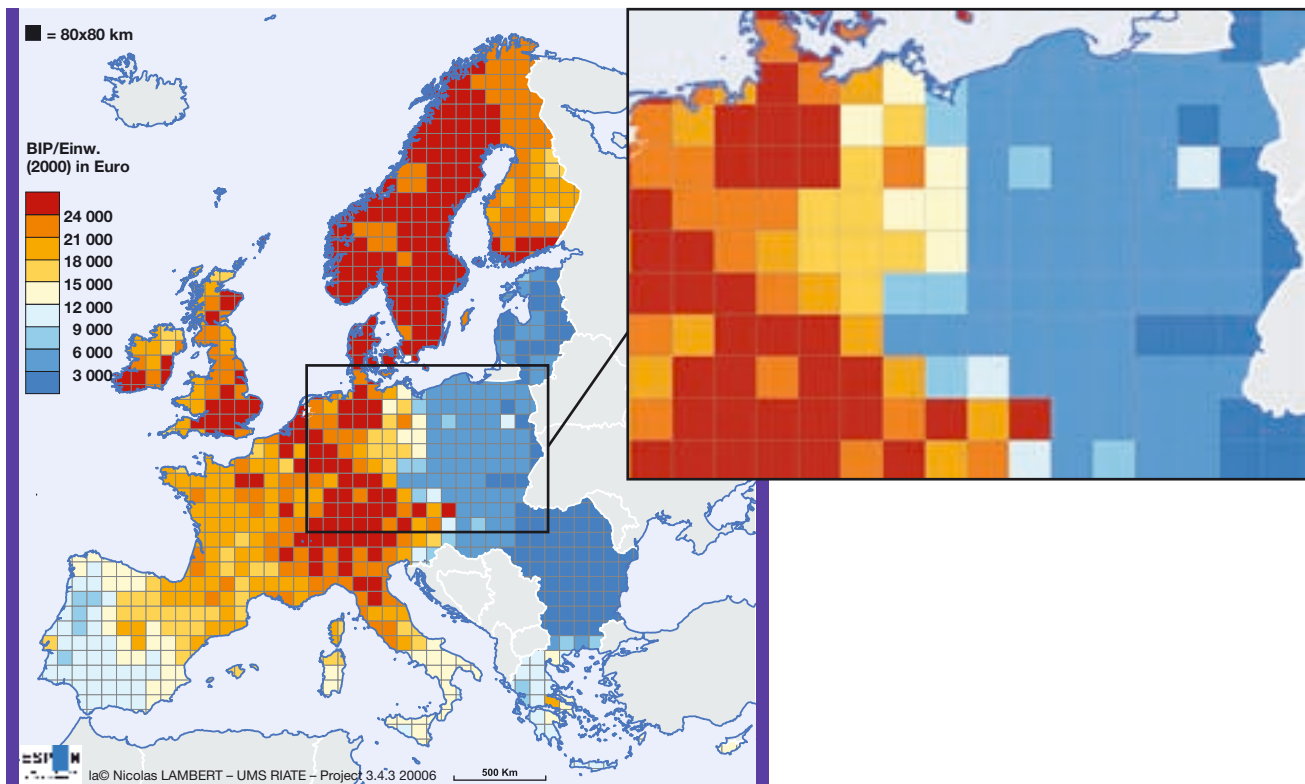 = 80x80 km
BIP/Einw.
(2000) in Euro
24 000
21 000
18 000
15 000
12 000
9 000
6 000
3 000
la© Nicolas LAMBERT – UMS RIATE – Project 3.4.3 20006
500 Km